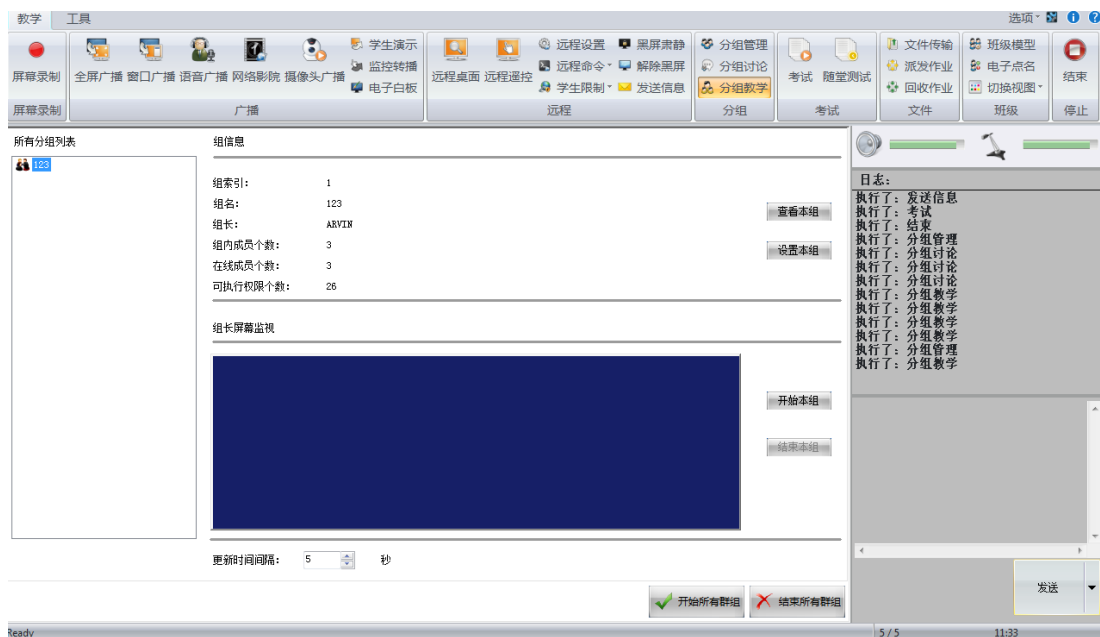 教学 工具 选项
屏幕录制 全屏广播 窗口广播 语音广播 网络影院 摄像头广播 学生演示 监控转播 电子白板
远程桌面 远程遥控 远程设置 黑屏肃静
远程命令 解除黑屏
学生限制 发送信息
分组管理
分组讨论
分组教学
考试 随堂测试
文件传输
派发作业
回收作业
班级模型
电子点名
切换视图
结束
屏幕录制 广播 远程 分组 考试 文件 班级 停止
所有分组列表
123
组信息
组索引: 1
组名: 123
组长: ARVIN
组内成员个数: 3
在线成员个数: 3
可执行权限个数: 26
查看本组
设置本组
组长屏幕监视
开始本组
结束本组
更新时间间隔: 5 秒
开始所有群组 结束所有群组
日志:
执行了: 发送信息
执行了: 考试
执行了: 结束
执行了: 分组管理
执行了: 分组讨论
执行了: 分组讨论
执行了: 分组讨论
执行了: 分组教学
执行了: 分组教学
执行了: 分组教学
执行了: 分组教学
执行了: 分组管理
执行了: 分组教学
发送
Ready 5/5 11:33